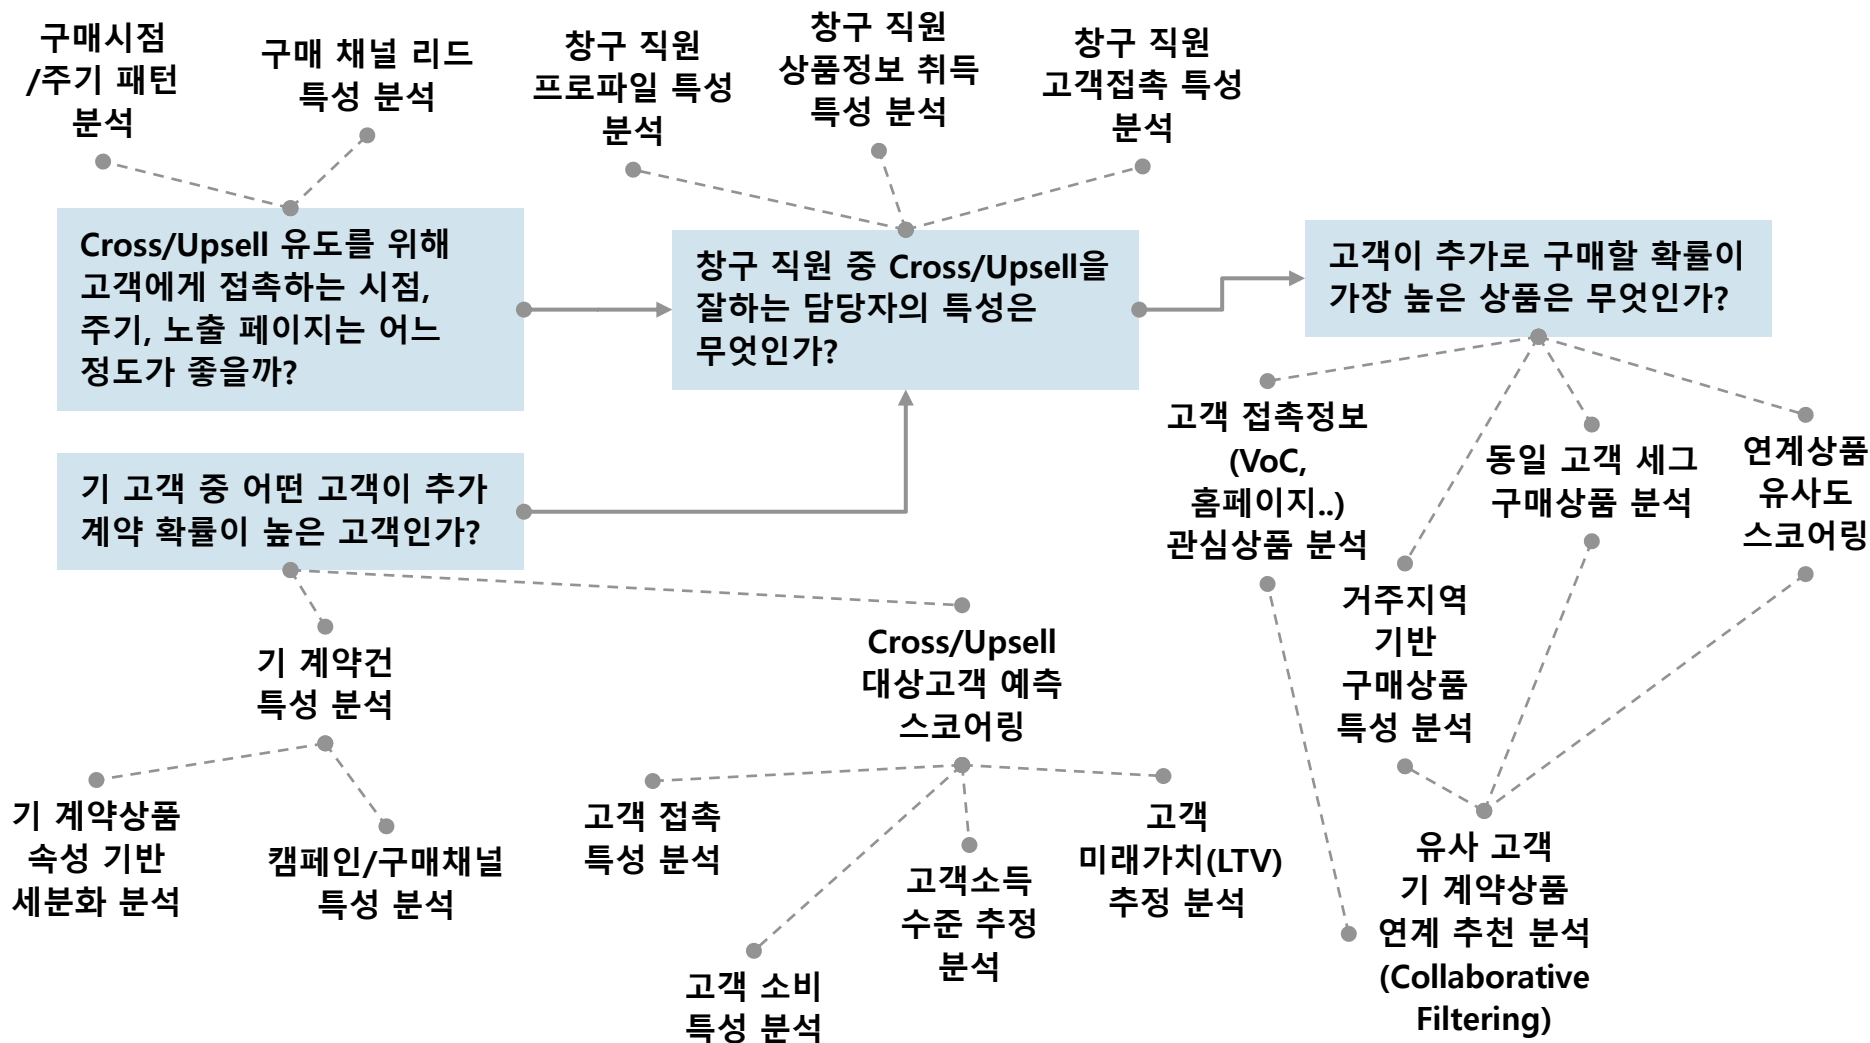 구매시점
/주기 패턴
분석
구매 채널 리드
특성 분석
창구 직원
프로파일 특성
분석
창구 직원
상품정보 취득
특성 분석
창구 직원
고객접촉 특성
분석
Cross/Upsell 유도를 위해
고객에게 접촉하는 시점,
주기, 노출 페이지는 어느
정도가 좋을까?
창구 직원 중 Cross/Upsell을
잘하는 담당자의 특성은
무엇인가?
고객이 추가로 구매할 확률이
가장 높은 상품은 무엇인가?
기 고객 중 어떤 고객이 추가
계약 확률이 높은 고객인가?
고객 접촉정보
(VoC,
홈페이지..)
관심상품 분석
동일 고객 세그
구매상품 분석
연계상품
유사도
스코어링
거주지역
기반
구매상품
특성 분석
기 계약건
특성 분석
Cross/Upsell
대상고객 예측
스코어링
기 계약상품
속성 기반
세분화 분석
캠페인/구매채널
특성 분석
고객 접촉
특성 분석
고객 소비
특성 분석
고객소득
수준 추정
분석
고객
미래가치(LTV)
추정 분석
유사 고객
기 계약상품
연계 추천 분석
(Collaborative
Filtering)